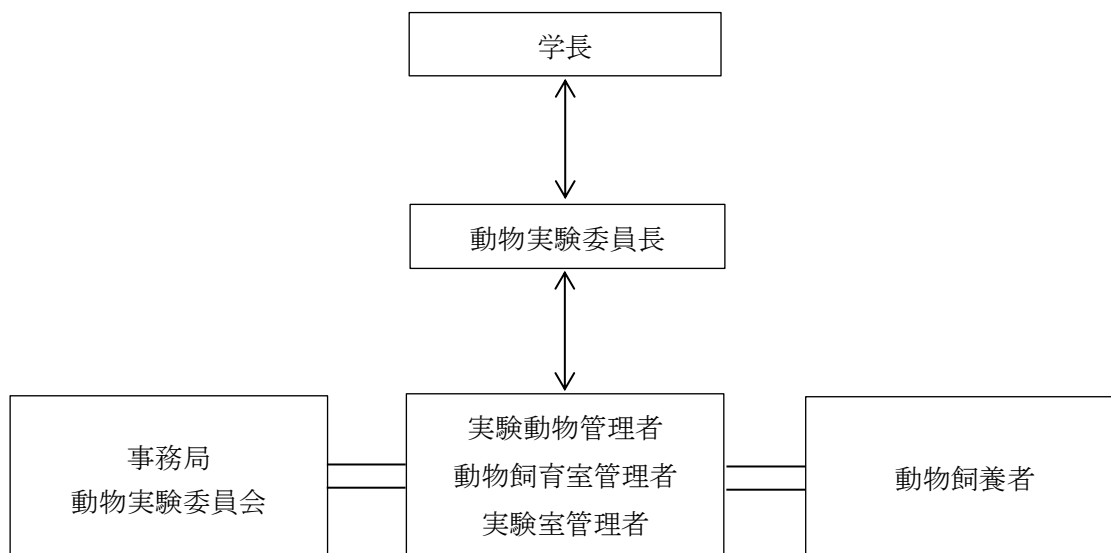 学長
動物実験委員長
事務局
動物実験委員会
実験動物管理者
動物飼育室管理者
実験室管理者
動物飼養者